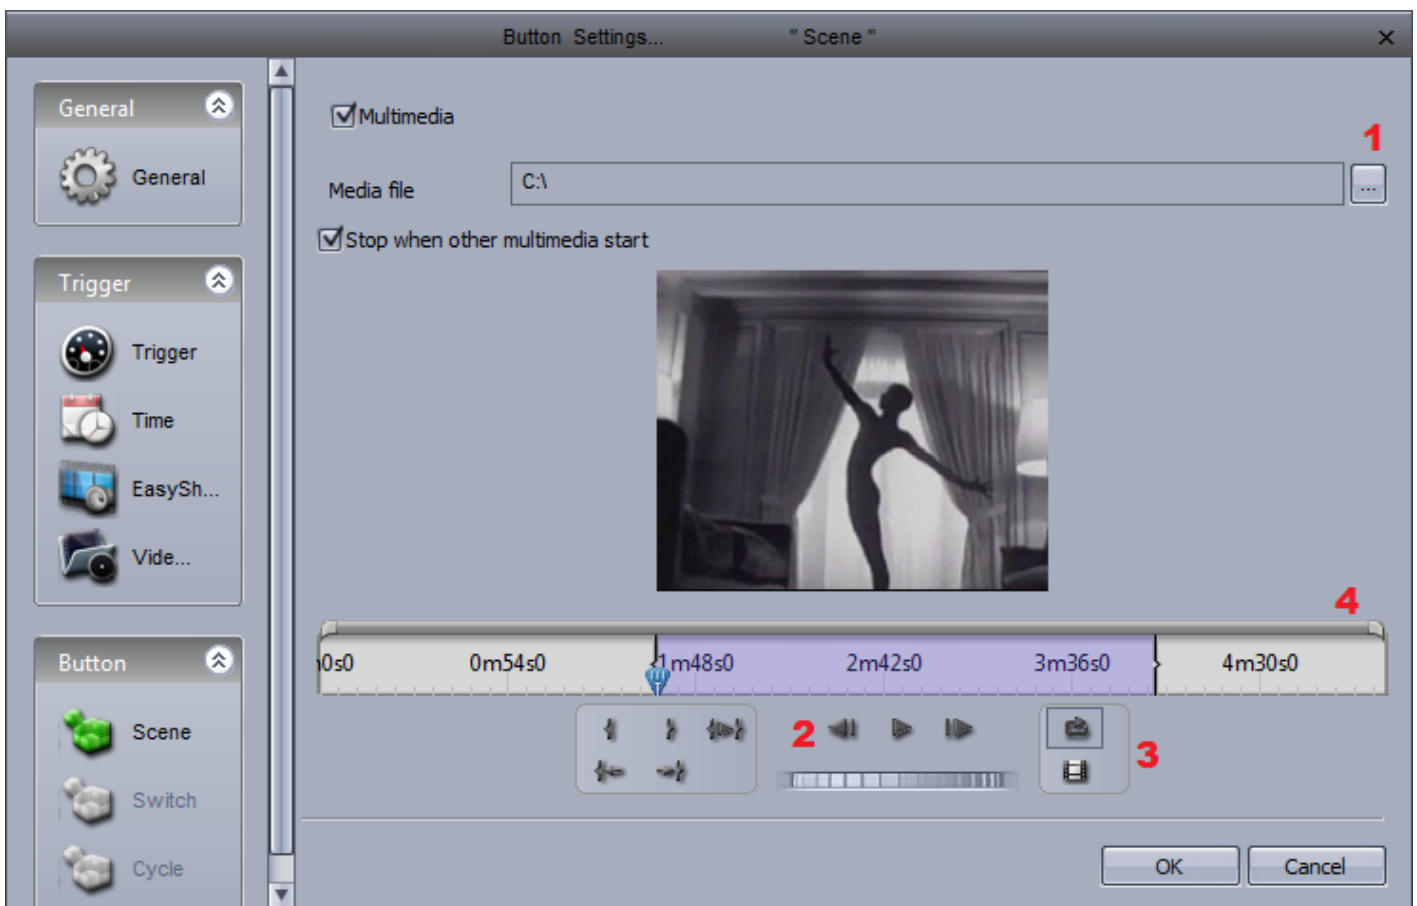 Button Settings... " Scene "
General
General
Trigger
Trigger
Time
EasySh...
Vide...
Button
Scene
Switch
Cycle
Multimedia
1
Media file C:\ ...
Stop when other multimedia start
4
0s0 0m54s0 1m48s0 2m42s0 3m36s0 4m30s0
2
3
OK Cancel